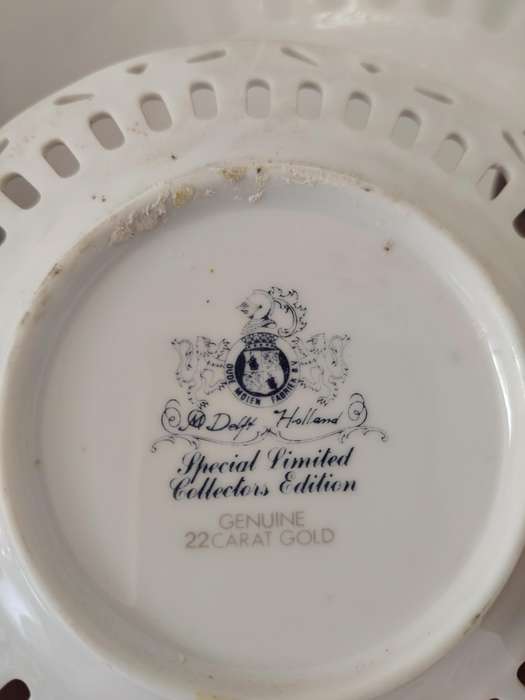 OUDE MOLEN FABRIEK B.V.
M Delft Holland
Special Limited
Collectors Edition
GENUINE
22 CARAT GOLD